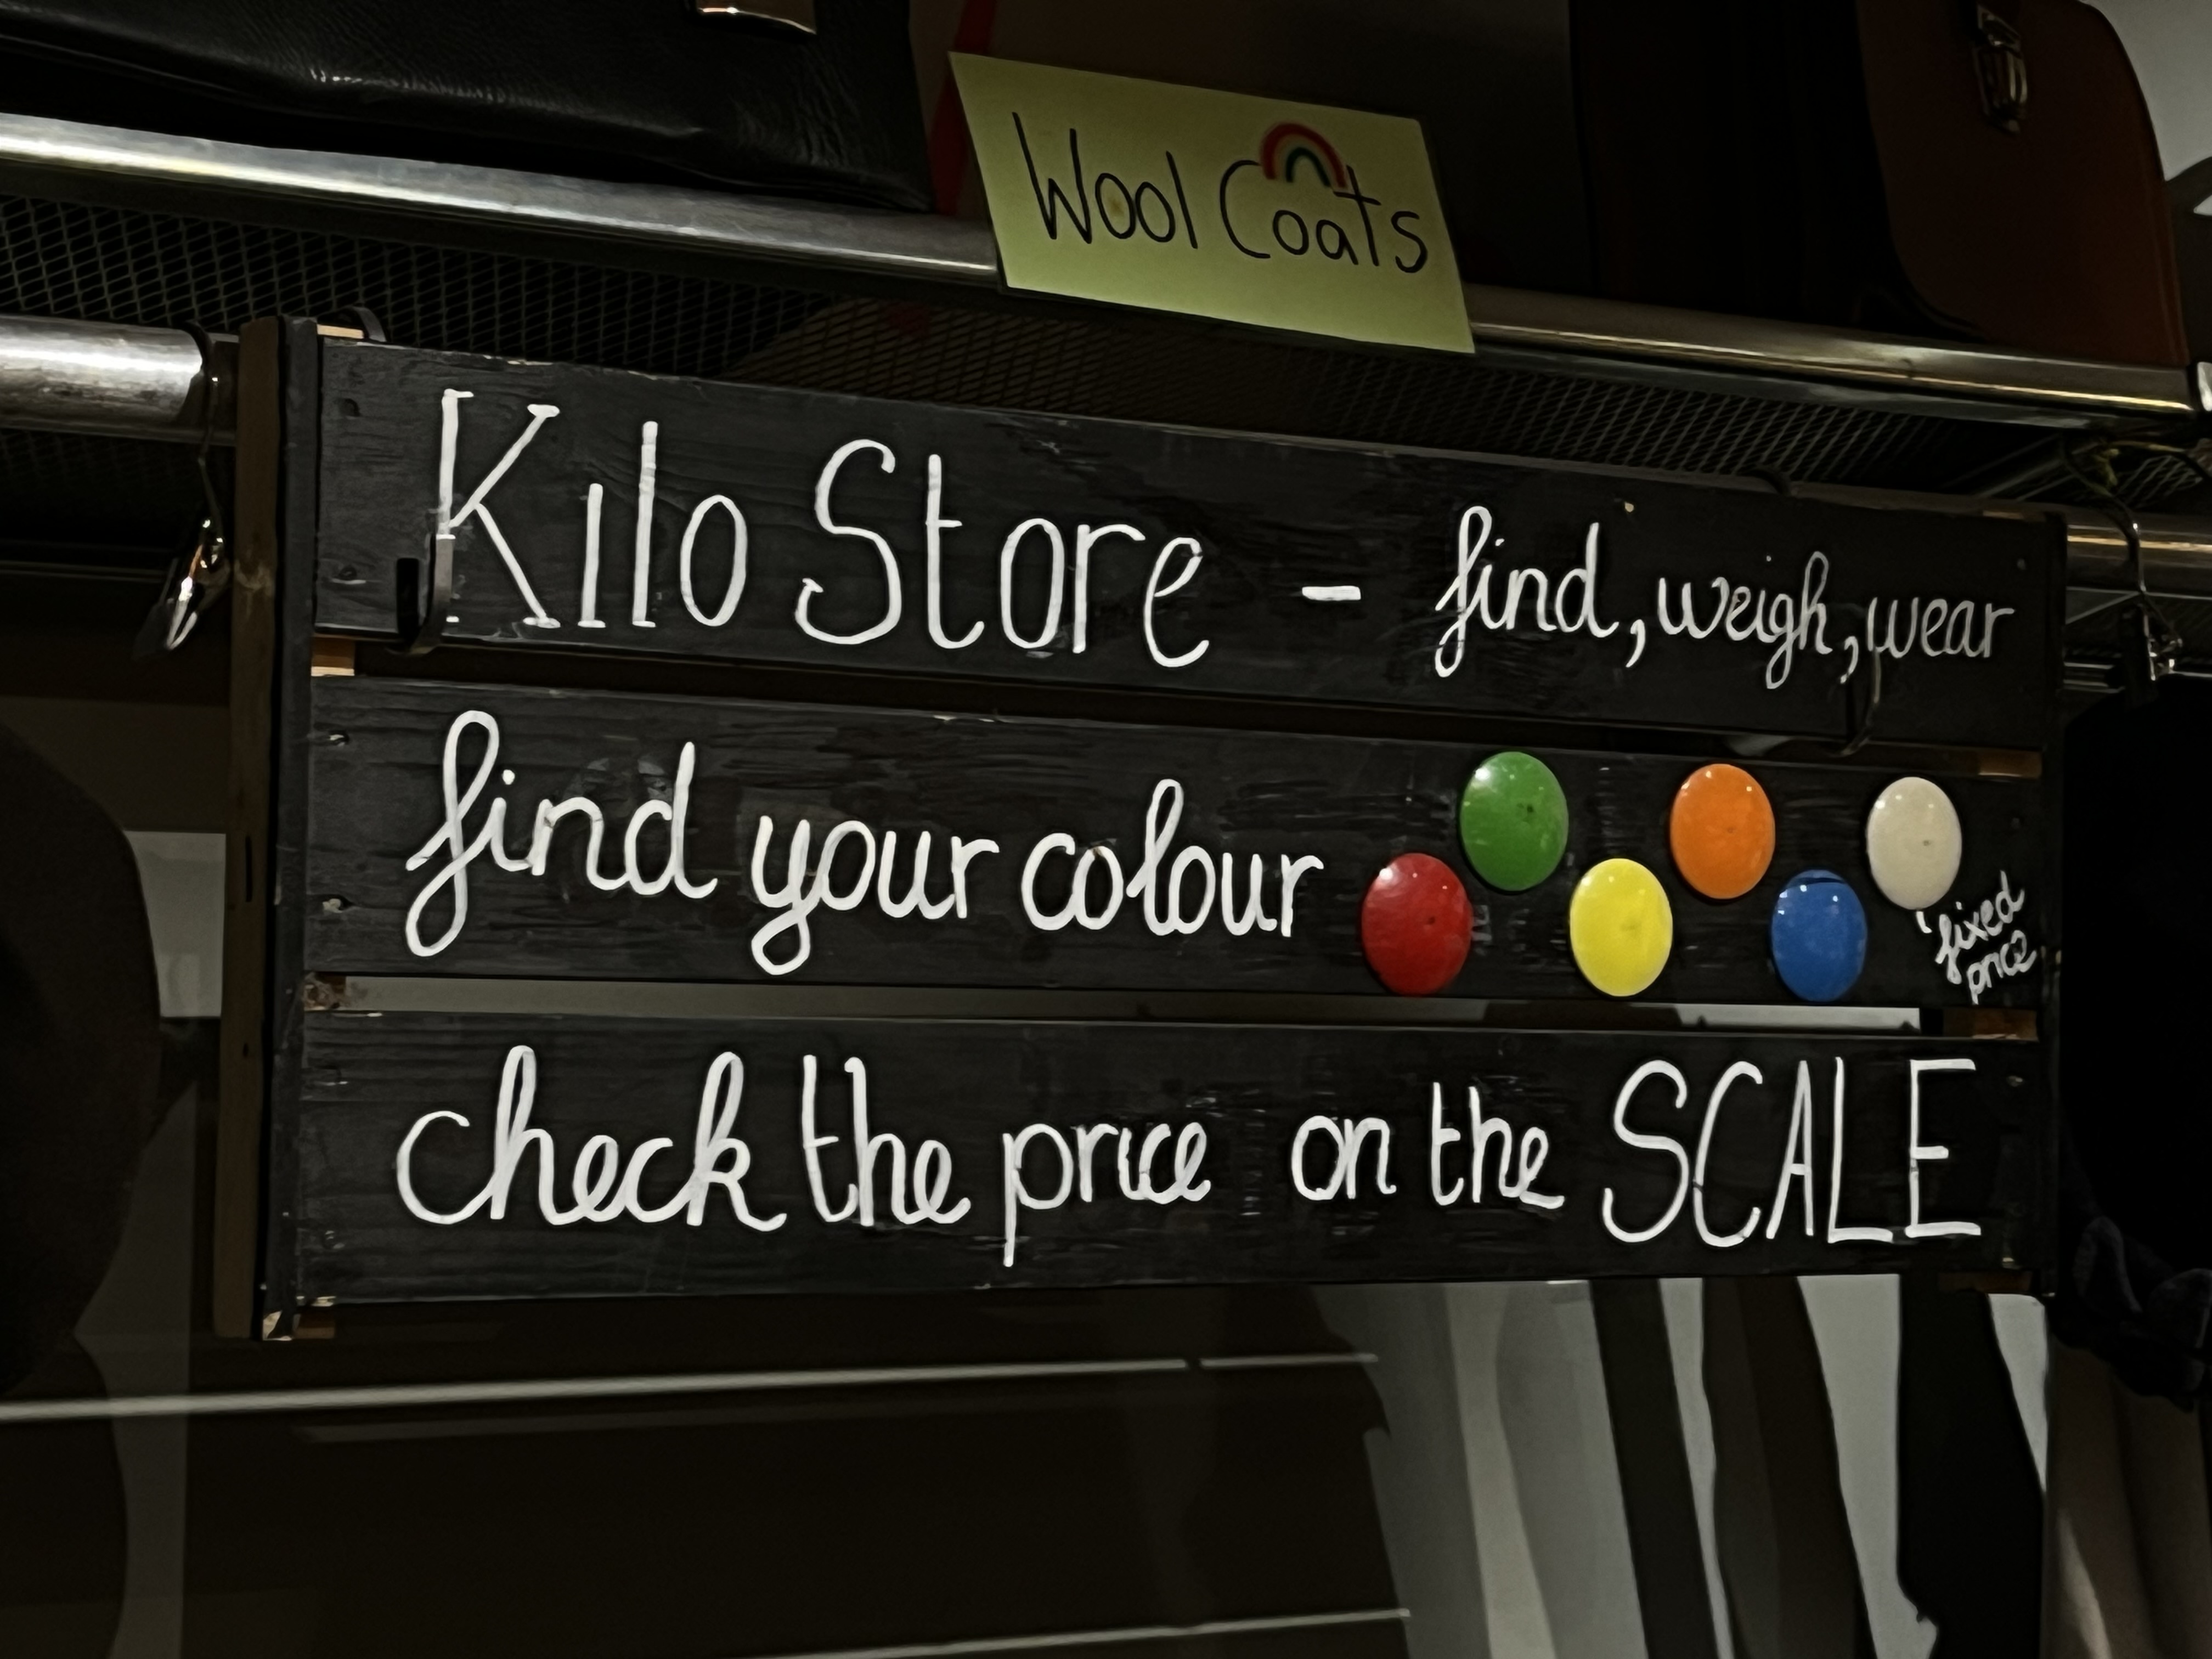 Wool Coats
Kilo Store - find, weigh, wear
find your colour
'fixed
price
check the price on the SCALE